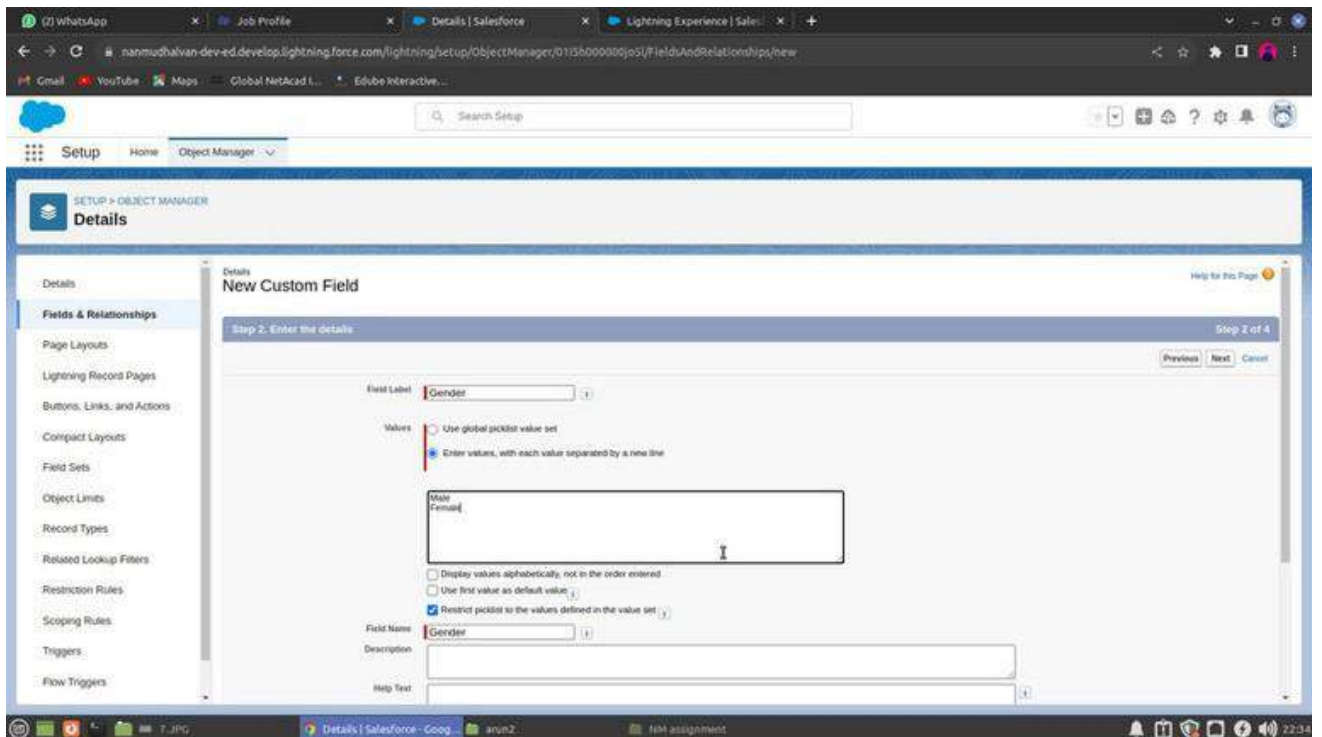 (2) WhatsApp
Job Profile
Details | Salesforce
Lightning Experience | Sales
nanmudhalvan-dev-ed.develop.lightning.force.com/lightning/setup/ObjectManager/
/FieldsAndRelationships/new
Gmail
YouTube
Maps
Global NetAcad L...
Edube Interactive...
Search Setup
Setup
Home
Object Manager
SETUP > OBJECT MANAGER
Details
Details
Fields & Relationships
Page Layouts
Lightning Record Pages
Buttons, Links, and Actions
Compact Layouts
Field Sets
Object Limits
Record Types
Related Lookup Filters
Restriction Rules
Scoping Rules
Triggers
Flow Triggers
Details
New Custom Field
Help for this Page
Step 2. Enter the details
Step 2 of 4
Previous Next Cancel
Field Label Gender
Values Use global picklist value set
Enter values, with each value separated by a new line
Male
Female
Display values alphabetically, not in the order entered
Use first value as default value
Restrict picklist to the values defined in the value set
Field Name Gender
Description
Help Text
7.JPG
Details | Salesforce - Goog...
arun2
NM assignment
22:34